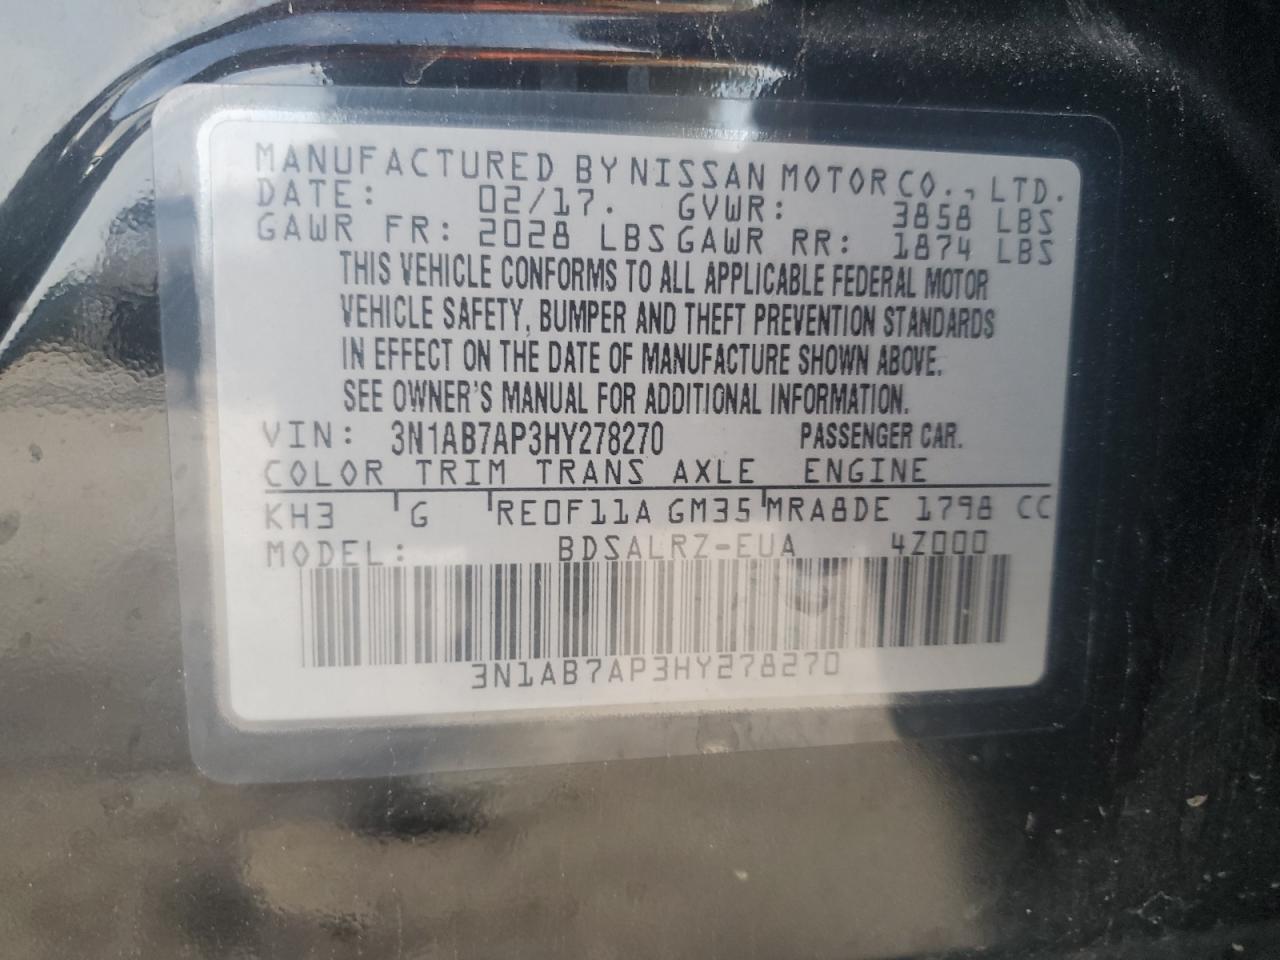 MANUFACTURED BY NISSAN MOTOR CO., LTD.
DATE: 02/17. GVWR: 3858 LBS
GAWR FR: 2028 LBS GAWR RR: 1874 LBS
THIS VEHICLE CONFORMS TO ALL APPLICABLE FEDERAL MOTOR
VEHICLE SAFETY, BUMPER AND THEFT PREVENTION STANDARDS
IN EFFECT ON THE DATE OF MANUFACTURE SHOWN ABOVE.
SEE OWNER'S MANUAL FOR ADDITIONAL INFORMATION.
VIN: 3N1AB7AP3HY278270 PASSENGER CAR.
COLOR TRIM TRANS AXLE ENGINE
KH3 G RE0F11A GM35 MRA8DE 1798 CC
MODEL: BDSALRZ-EUA 4Z000
3N1AB7AP3HY278270